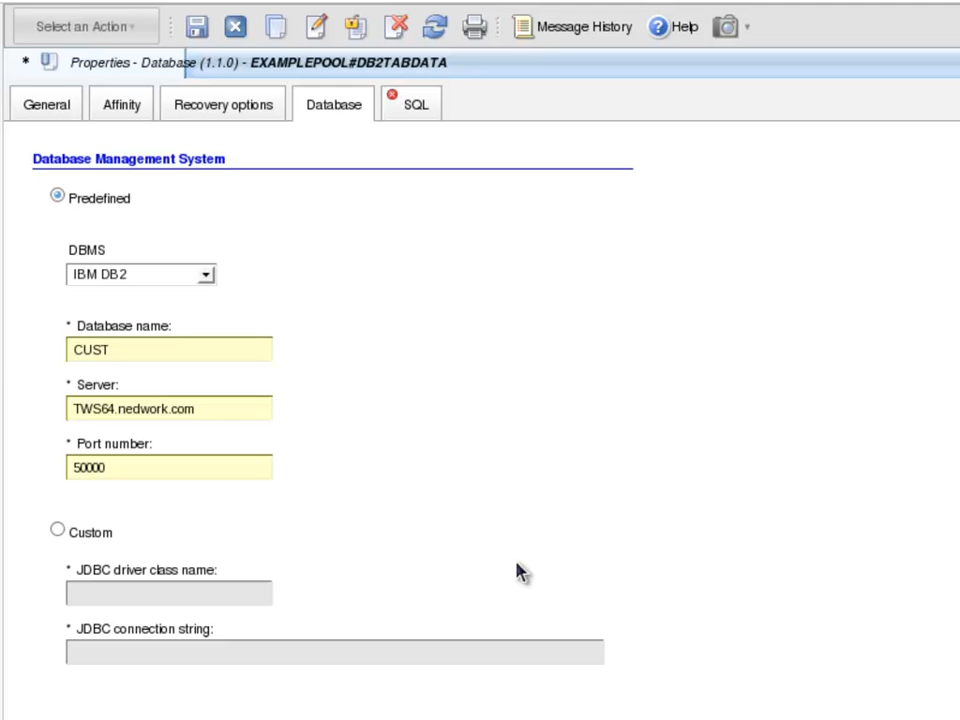 Select an Action Message History Help
* Properties - Database (1.1.0) - EXAMPLEPOOL#DB2TABDATA
General Affinity Recovery options Database SQL
Database Management System
Predefined
DBMS
IBM DB2
* Database name:
CUST
* Server:
TWS64.nedwork.com
* Port number:
50000
Custom
* JDBC driver class name:
* JDBC connection string: